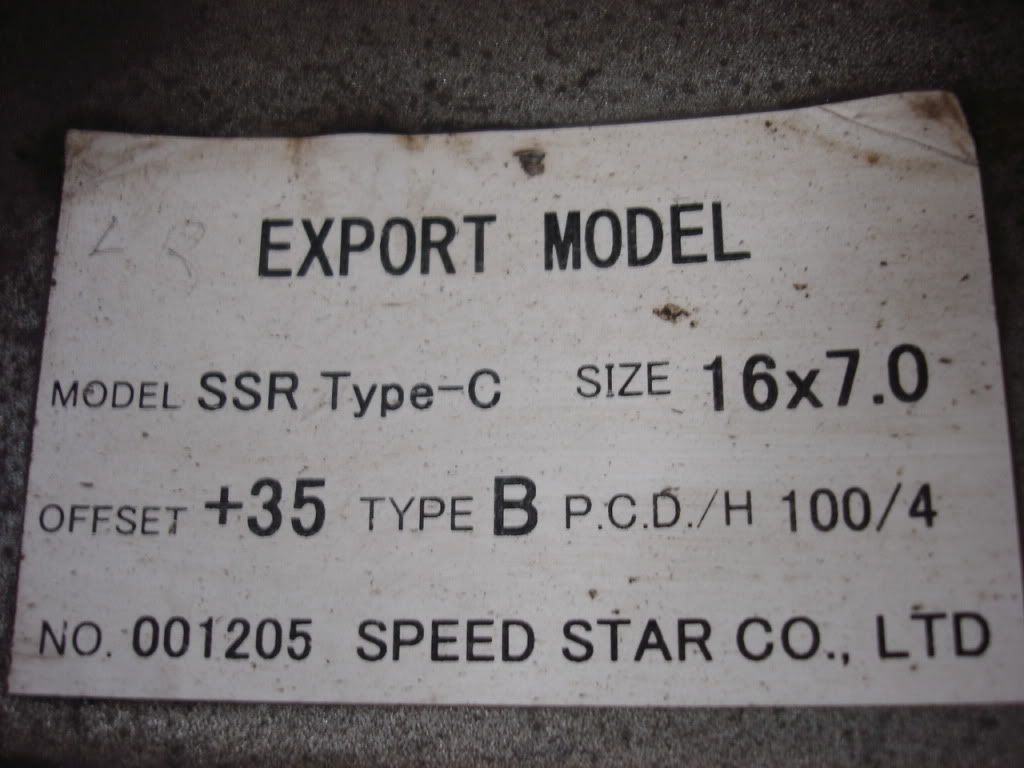 EXPORT MODEL
MODEL SSR Type-C SIZE 16x7.0
OFFSET +35 TYPE B P.C.D./H 100/4
NO. 001205 SPEED STAR CO., LTD